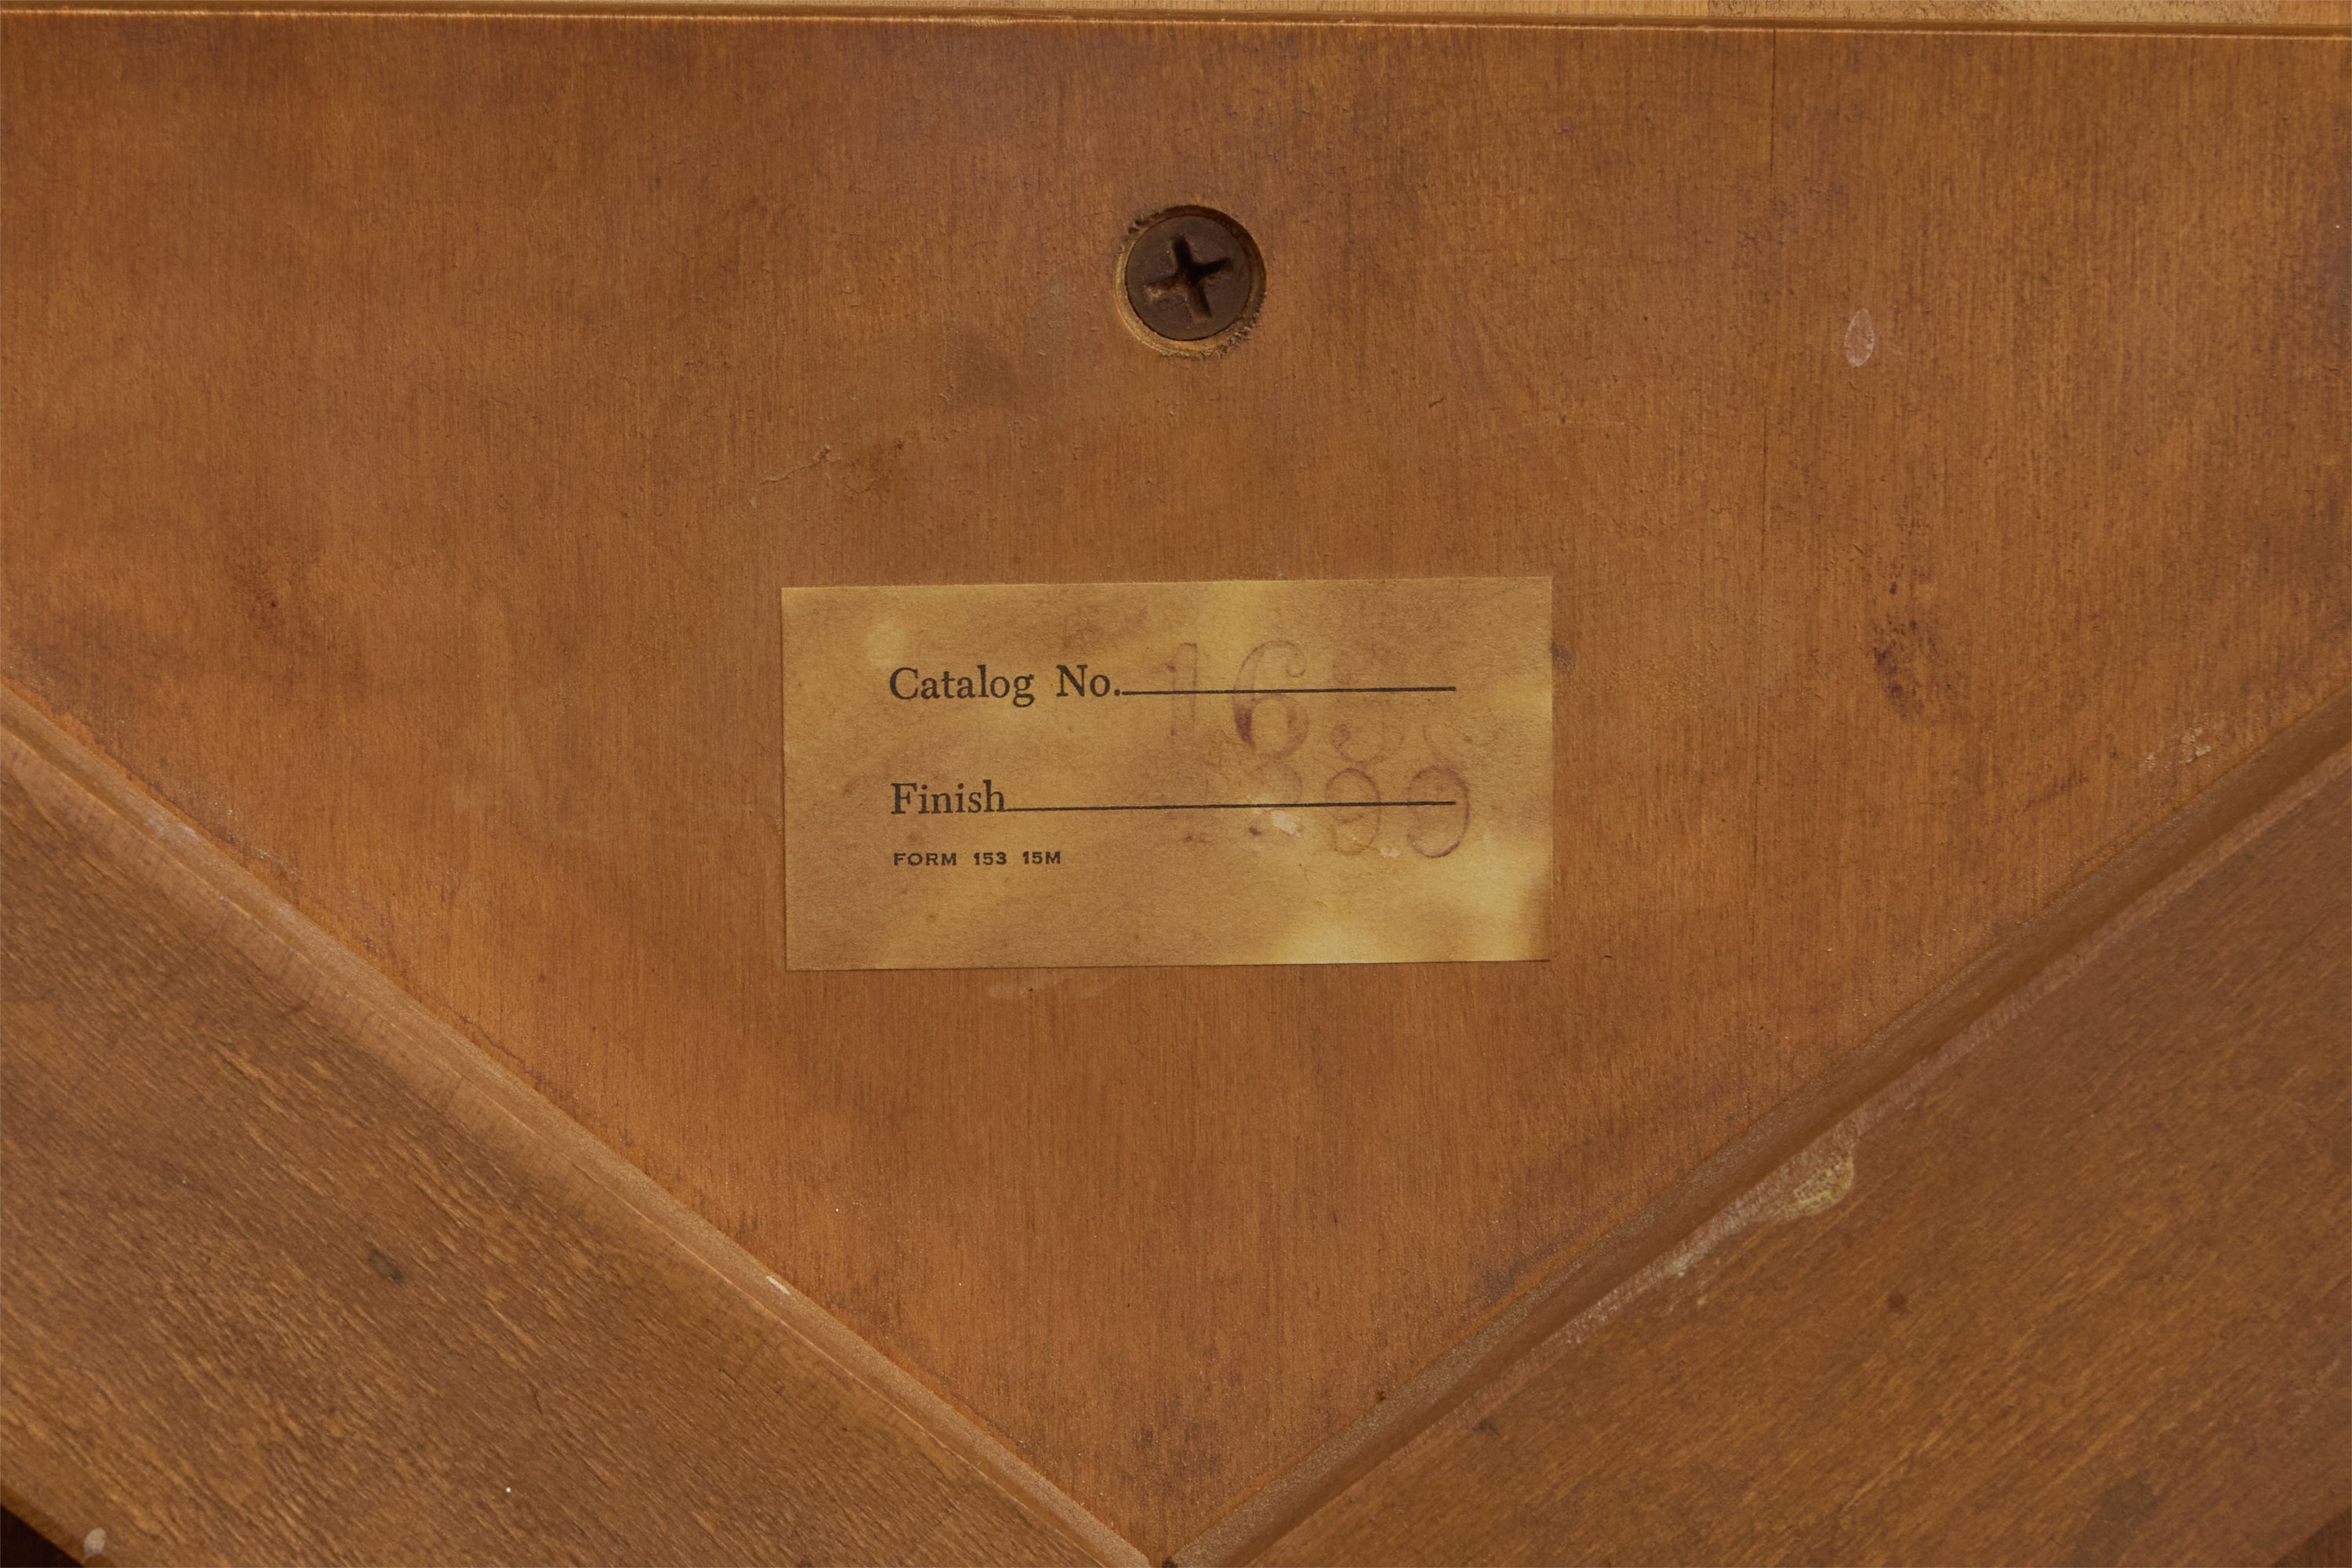 Catalog No.
Finish
FORM 153 15M